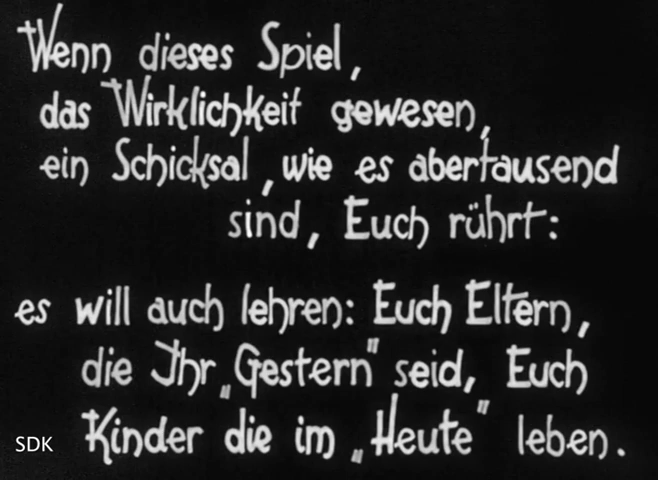 Wenn dieses Spiel,
das Wirklichkeit gewesen,
ein Schicksal, wie es abertausend
sind, Euch rührt:
es will auch lehren: Euch Eltern,
die Ihr „Gestern" seid, Euch
Kinder die im „Heute" leben.
SDK